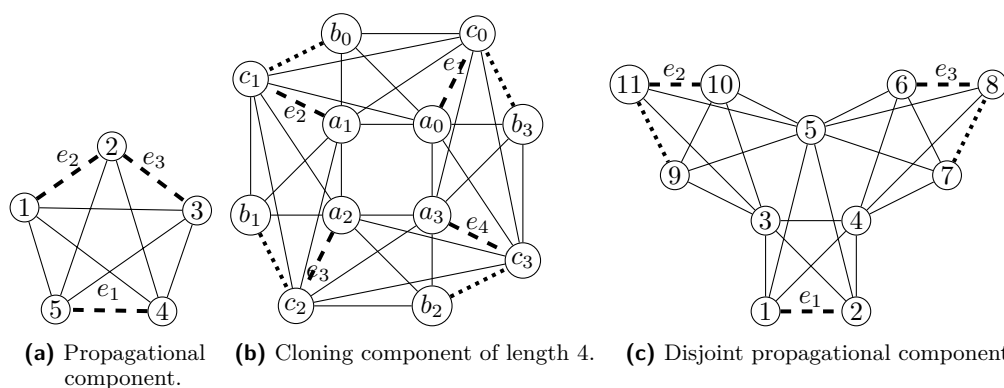 b₀ c₀
c₁ e₁
11 e₂ 10 6 e₃ 8
e₂ a₁ a₀ b₃
2 5
e₂ e₃ 9 7
1 3
b₁ a₂ a₃ e₄ 3 4
e₃ c₃
e₁ c₂ b₂
5 4 1 e₁ 2
(a) Propagational component.
(b) Cloning component of length 4.
(c) Disjoint propagational component